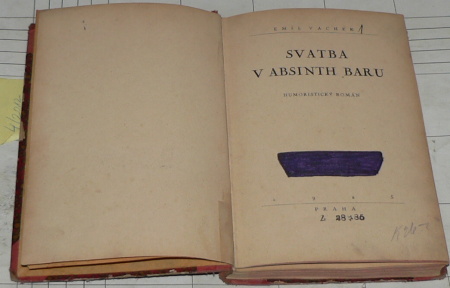 EMIL VACHEK
SVATBA
V ABSINTH BARU
HUMORISTICKÝ ROMÁN
PRAHA